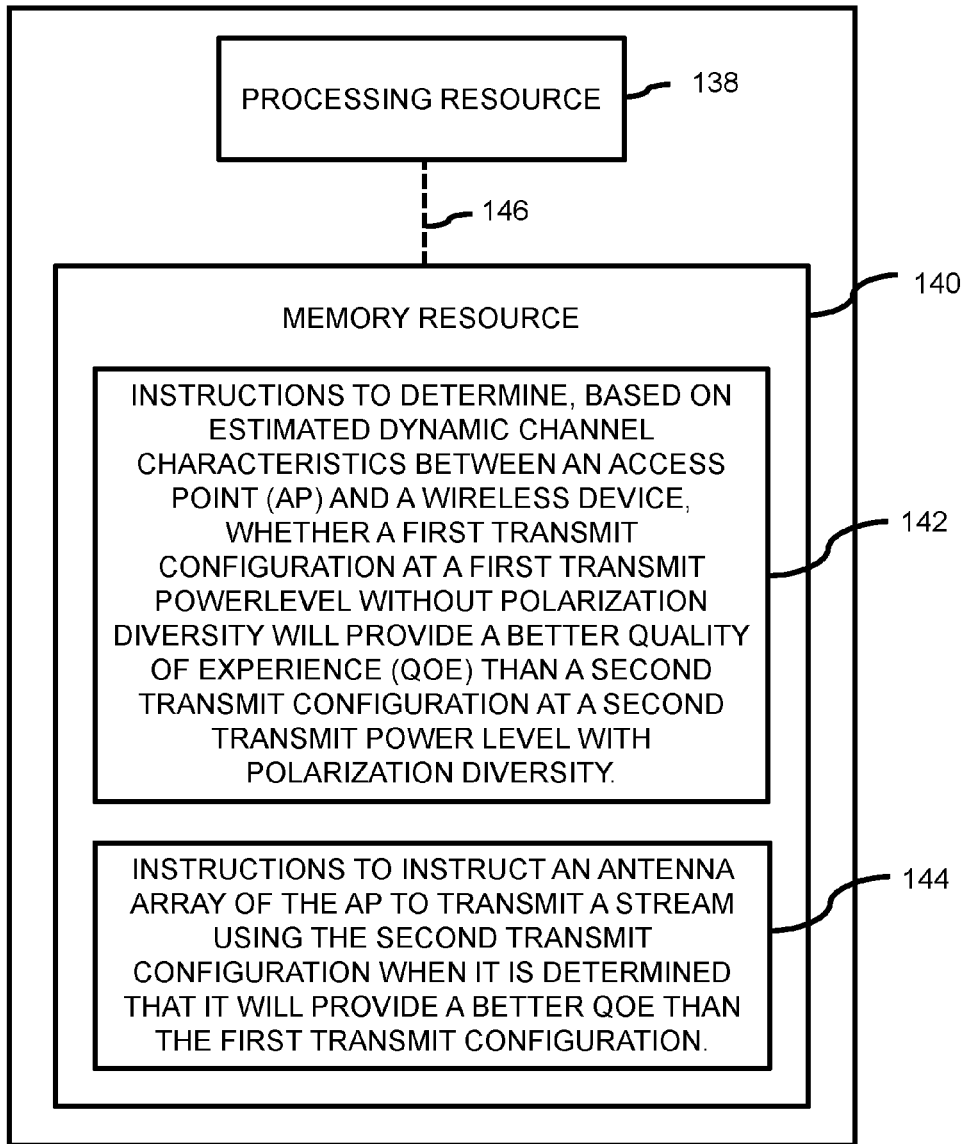 PROCESSING RESOURCE
138
146
140
MEMORY RESOURCE
INSTRUCTIONS TO DETERMINE, BASED ON
ESTIMATED DYNAMIC CHANNEL
CHARACTERISTICS BETWEEN AN ACCESS
POINT (AP) AND A WIRELESS DEVICE,
WHETHER A FIRST TRANSMIT
CONFIGURATION AT A FIRST TRANSMIT
POWERLEVEL WITHOUT POLARIZATION
DIVERSITY WILL PROVIDE A BETTER QUALITY
OF EXPERIENCE (QOE) THAN A SECOND
TRANSMIT CONFIGURATION AT A SECOND
TRANSMIT POWER LEVEL WITH
POLARIZATION DIVERSITY.
142
INSTRUCTIONS TO INSTRUCT AN ANTENNA
ARRAY OF THE AP TO TRANSMIT A STREAM
USING THE SECOND TRANSMIT
CONFIGURATION WHEN IT IS DETERMINED
THAT IT WILL PROVIDE A BETTER QOE THAN
THE FIRST TRANSMIT CONFIGURATION.
144